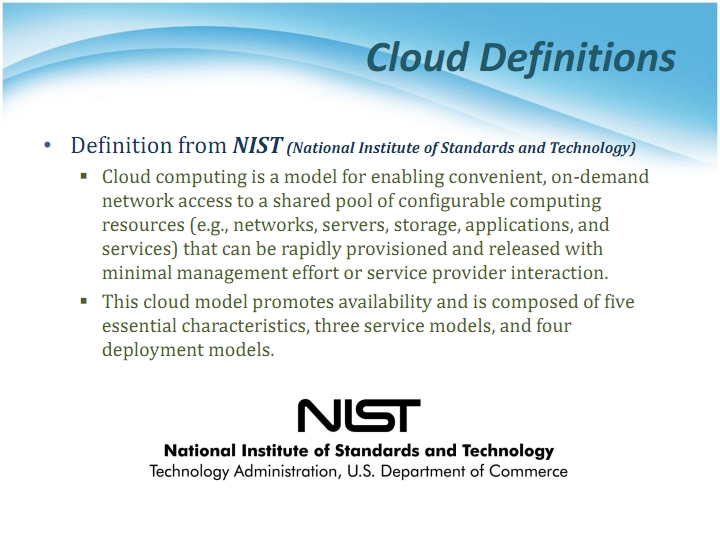 Cloud Definitions
• Definition from NIST (National Institute of Standards and Technology)
▪ Cloud computing is a model for enabling convenient, on-demand
network access to a shared pool of configurable computing
resources (e.g., networks, servers, storage, applications, and
services) that can be rapidly provisioned and released with
minimal management effort or service provider interaction.
▪ This cloud model promotes availability and is composed of five
essential characteristics, three service models, and four
deployment models.
NIST
National Institute of Standards and Technology
Technology Administration, U.S. Department of Commerce